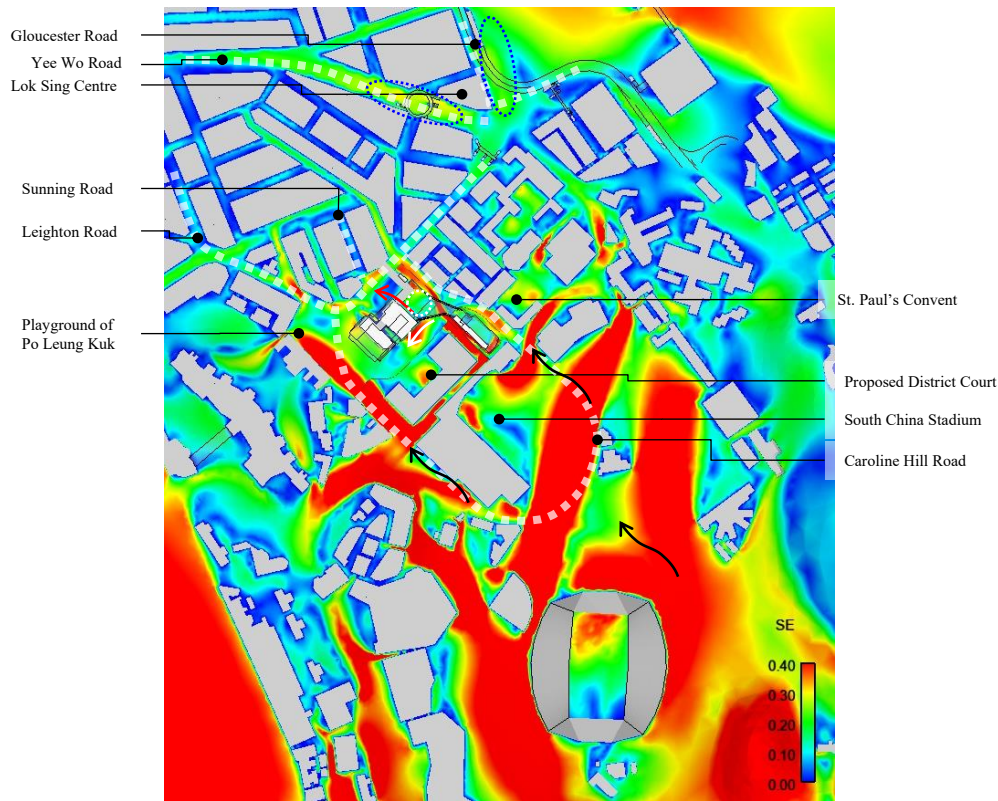 Gloucester Road
Yee Wo Road
Lok Sing Centre
Sunning Road
Leighton Road
Playground of
Po Leung Kuk
St. Paul's Convent
Proposed District Court
South China Stadium
Caroline Hill Road
SE
0.40
0.30
0.20
0.10
0.00